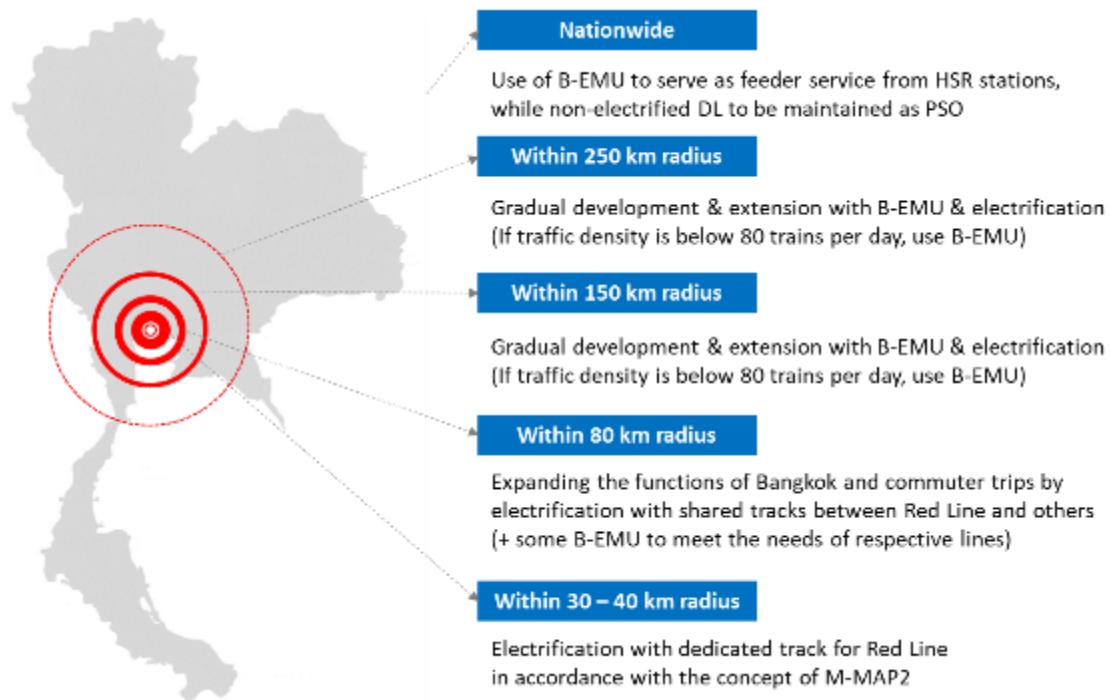 Nationwide
Use of B-EMU to serve as feeder service from HSR stations,
while non-electrified DL to be maintained as PSO
Within 250 km radius
Gradual development & extension with B-EMU & electrification
(If traffic density is below 80 trains per day, use B-EMU)
Within 150 km radius
Gradual development & extension with B-EMU & electrification
(If traffic density is below 80 trains per day, use B-EMU)
Within 80 km radius
Expanding the functions of Bangkok and commuter trips by
electrification with shared tracks between Red Line and others
(+ some B-EMU to meet the needs of respective lines)
Within 30 – 40 km radius
Electrification with dedicated track for Red Line
in accordance with the concept of M-MAP2